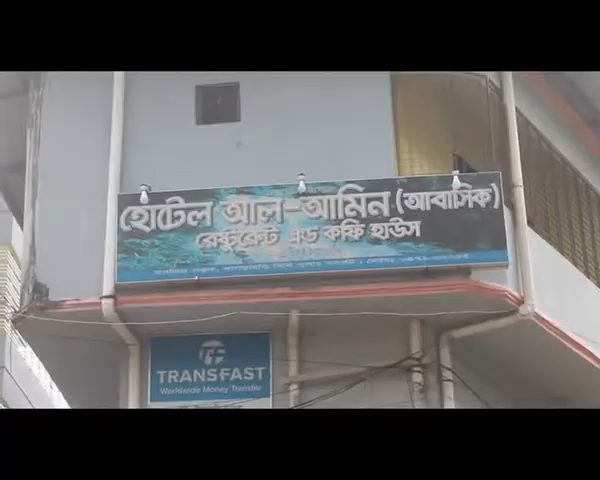 হোটেল আল-আমিন (আবাসিক)
রেস্টুরেন্ট এন্ড কফি হাউস
TRANSFAST
Worldwide Money Transfer